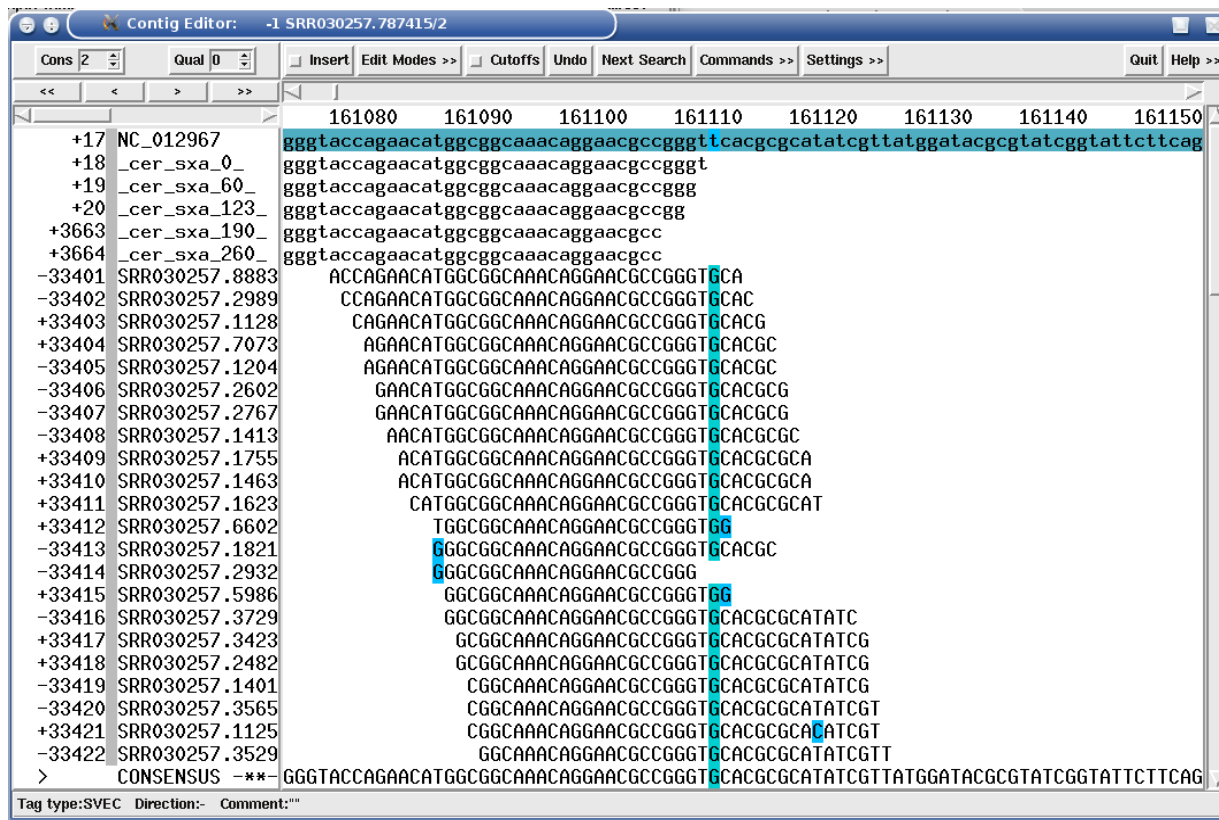 Contig Editor: -1 SRR030257.787415/2
Cons 2 Qual 0 Insert Edit Modes >> Cutoffs Undo Next Search Commands >> Settings >> Quit Help >>
<< < > >>
161080 161090 161100 161110 161120 161130 161140 161150
+17 NC_012967 gggtaccagaacatggcggcaaacaggaacgccgggttcacgcgcatatcgttatggatacgcgtatcggtattcttcag
+18 _cer_sxa_0_ gggtaccagaacatggcggcaaacaggaacgccgggt
+19 _cer_sxa_60_ gggtaccagaacatggcggcaaacaggaacgccggg
+20 _cer_sxa_123_ gggtaccagaacatggcggcaaacaggaacgccgg
+3663 _cer_sxa_190_ gggtaccagaacatggcggcaaacaggaacgcc
+3664 _cer_sxa_260_ gggtaccagaacatggcggcaaacaggaacgcc
-33401 SRR030257.8883 ACCAGAACATGGCGGCAAACAGGAACGCCGGGTGCA
-33402 SRR030257.2989 CCAGAACATGGCGGCAAACAGGAACGCCGGGTGCAC
+33403 SRR030257.1128 CAGAACATGGCGGCAAACAGGAACGCCGGGTGCACG
+33404 SRR030257.7073 AGAACATGGCGGCAAACAGGAACGCCGGGTGCACGC
-33405 SRR030257.1204 AGAACATGGCGGCAAACAGGAACGCCGGGTGCACGC
-33406 SRR030257.2602 GAACATGGCGGCAAACAGGAACGCCGGGTGCACGCG
-33407 SRR030257.2767 GAACATGGCGGCAAACAGGAACGCCGGGTGCACGCG
-33408 SRR030257.1413 AACATGGCGGCAAACAGGAACGCCGGGTGCACGCGC
+33409 SRR030257.1755 ACATGGCGGCAAACAGGAACGCCGGGTGCACGCGCA
+33410 SRR030257.1463 ACATGGCGGCAAACAGGAACGCCGGGTGCACGCGCA
+33411 SRR030257.1623 CATGGCGGCAAACAGGAACGCCGGGTGCACGCGCAT
+33412 SRR030257.6602 TGGCGGCAAACAGGAACGCCGGGTGG
-33413 SRR030257.1821 GGGCGGCAAACAGGAACGCCGGGTGCACGC
-33414 SRR030257.2932 GGGCGGCAAACAGGAACGCCGGG
+33415 SRR030257.5986 GGCGGCAAACAGGAACGCCGGGTGG
-33416 SRR030257.3729 GGCGGCAAACAGGAACGCCGGGTGCACGCGCATATC
+33417 SRR030257.3423 GCGGCAAACAGGAACGCCGGGTGCACGCGCATATCG
+33418 SRR030257.2482 GCGGCAAACAGGAACGCCGGGTGCACGCGCATATCG
-33419 SRR030257.1401 CGGCAAACAGGAACGCCGGGTGCACGCGCATATCG
-33420 SRR030257.3565 CGGCAAACAGGAACGCCGGGTGCACGCGCATATCGT
+33421 SRR030257.1125 CGGCAAACAGGAACGCCGGGTGCACGCGCACATCGT
-33422 SRR030257.3529 GGCAAACAGGAACGCCGGGTGCACGCGCATATCGTT
> CONSENSUS -**- GGGTACCAGAACATGGCGGCAAACAGGAACGCCGGGTGCACGCGCATATCGTTATGGATACGCGTATCGGTATTCTTCAG
Tag type:SVEC Direction:- Comment:""